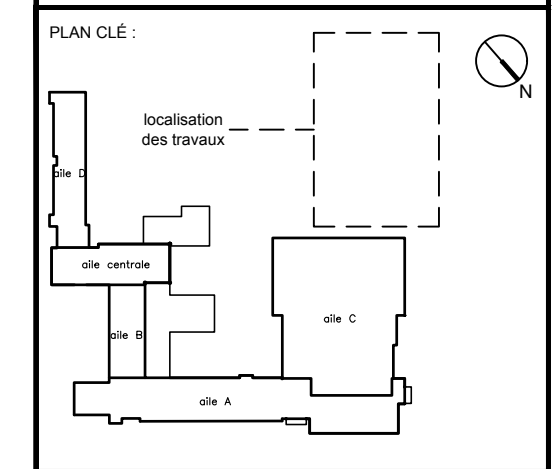 PLAN CLÉ :
N
localisation
des travaux
aile D
aile centrale
aile B
aile C
aile A